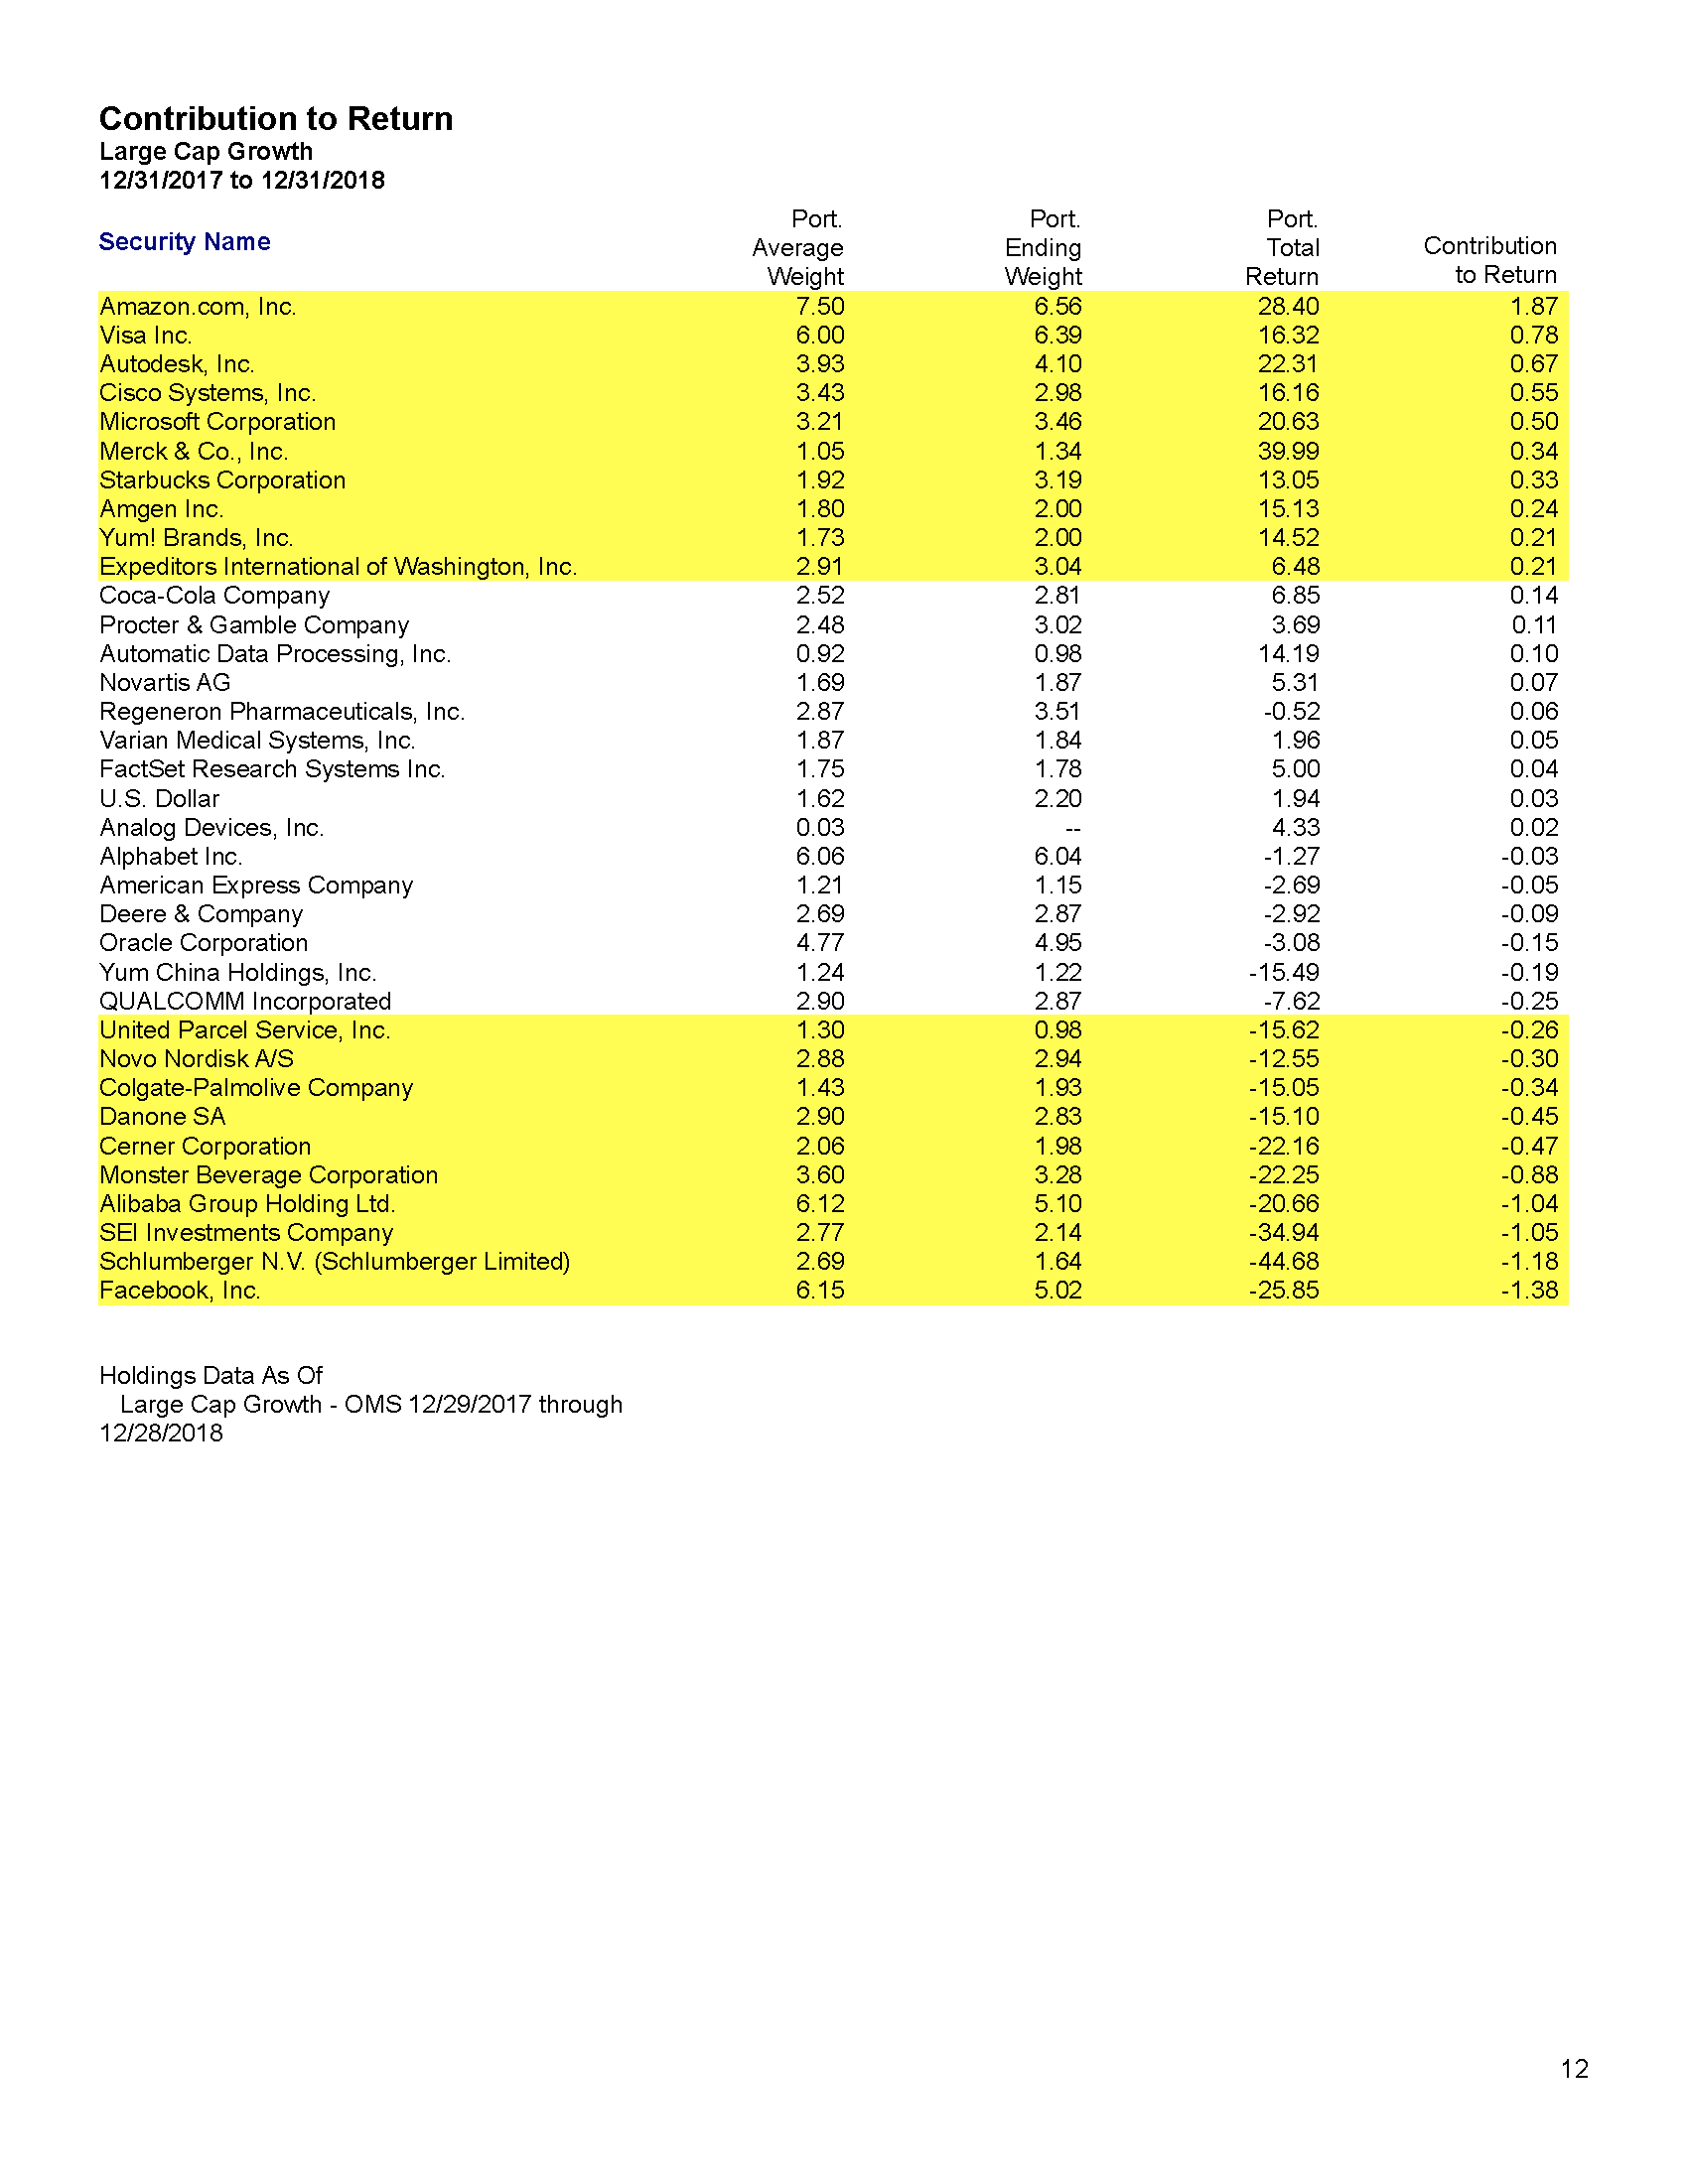 Contribution to Return
Large Cap Growth
12/31/2017 to 12/31/2018
Security Name
Port. Average Weight
Port. Ending Weight
Port. Total Return
Contribution to Return
Amazon.com, Inc. 7.50 6.56 28.40 1.87
Visa Inc. 6.00 6.39 16.32 0.78
Autodesk, Inc. 3.93 4.10 22.31 0.67
Cisco Systems, Inc. 3.43 2.98 16.16 0.55
Microsoft Corporation 3.21 3.46 20.63 0.50
Merck & Co., Inc. 1.05 1.34 39.99 0.34
Starbucks Corporation 1.92 3.19 13.05 0.33
Amgen Inc. 1.80 2.00 15.13 0.24
Yum! Brands, Inc. 1.73 2.00 14.52 0.21
Expeditors International of Washington, Inc. 2.91 3.04 6.48 0.21
Coca-Cola Company 2.52 2.81 6.85 0.14
Procter & Gamble Company 2.48 3.02 3.69 0.11
Automatic Data Processing, Inc. 0.92 0.98 14.19 0.10
Novartis AG 1.69 1.87 5.31 0.07
Regeneron Pharmaceuticals, Inc. 2.87 3.51 -0.52 0.06
Varian Medical Systems, Inc. 1.87 1.84 1.96 0.05
FactSet Research Systems Inc. 1.75 1.78 5.00 0.04
U.S. Dollar 1.62 2.20 1.94 0.03
Analog Devices, Inc. 0.03 -- 4.33 0.02
Alphabet Inc. 6.06 6.04 -1.27 -0.03
American Express Company 1.21 1.15 -2.69 -0.05
Deere & Company 2.69 2.87 -2.92 -0.09
Oracle Corporation 4.77 4.95 -3.08 -0.15
Yum China Holdings, Inc. 1.24 1.22 -15.49 -0.19
QUALCOMM Incorporated 2.90 2.87 -7.62 -0.25
United Parcel Service, Inc. 1.30 0.98 -15.62 -0.26
Novo Nordisk A/S 2.88 2.94 -12.55 -0.30
Colgate-Palmolive Company 1.43 1.93 -15.05 -0.34
Danone SA 2.90 2.83 -15.10 -0.45
Cerner Corporation 2.06 1.98 -22.16 -0.47
Monster Beverage Corporation 3.60 3.28 -22.25 -0.88
Alibaba Group Holding Ltd. 6.12 5.10 -20.66 -1.04
SEI Investments Company 2.77 2.14 -34.94 -1.05
Schlumberger N.V. (Schlumberger Limited) 2.69 1.64 -44.68 -1.18
Facebook, Inc. 6.15 5.02 -25.85 -1.38
Holdings Data As Of
Large Cap Growth - OMS 12/29/2017 through
12/28/2018
12